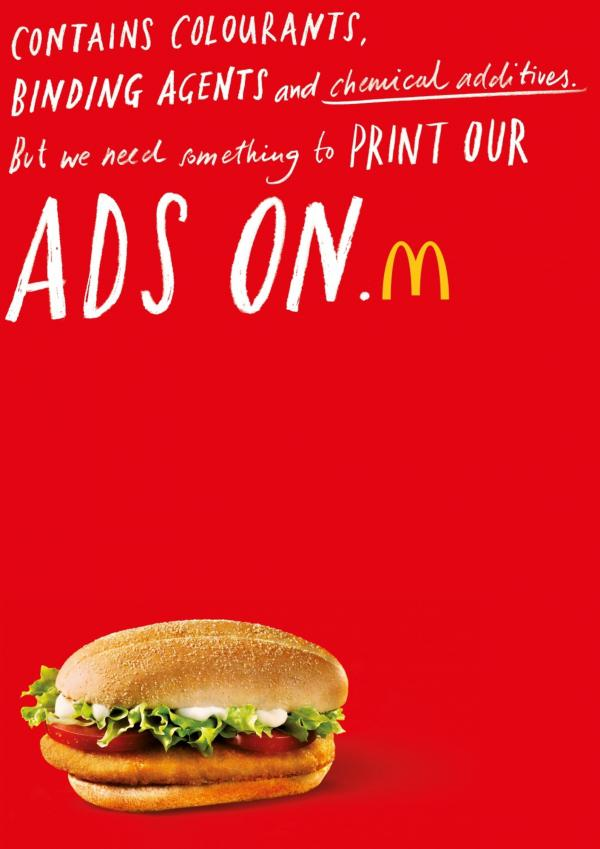 CONTAINS COLOURANTS,
BINDING AGENTS and chemical additives.
But we need something to PRINT OUR
ADS ON.